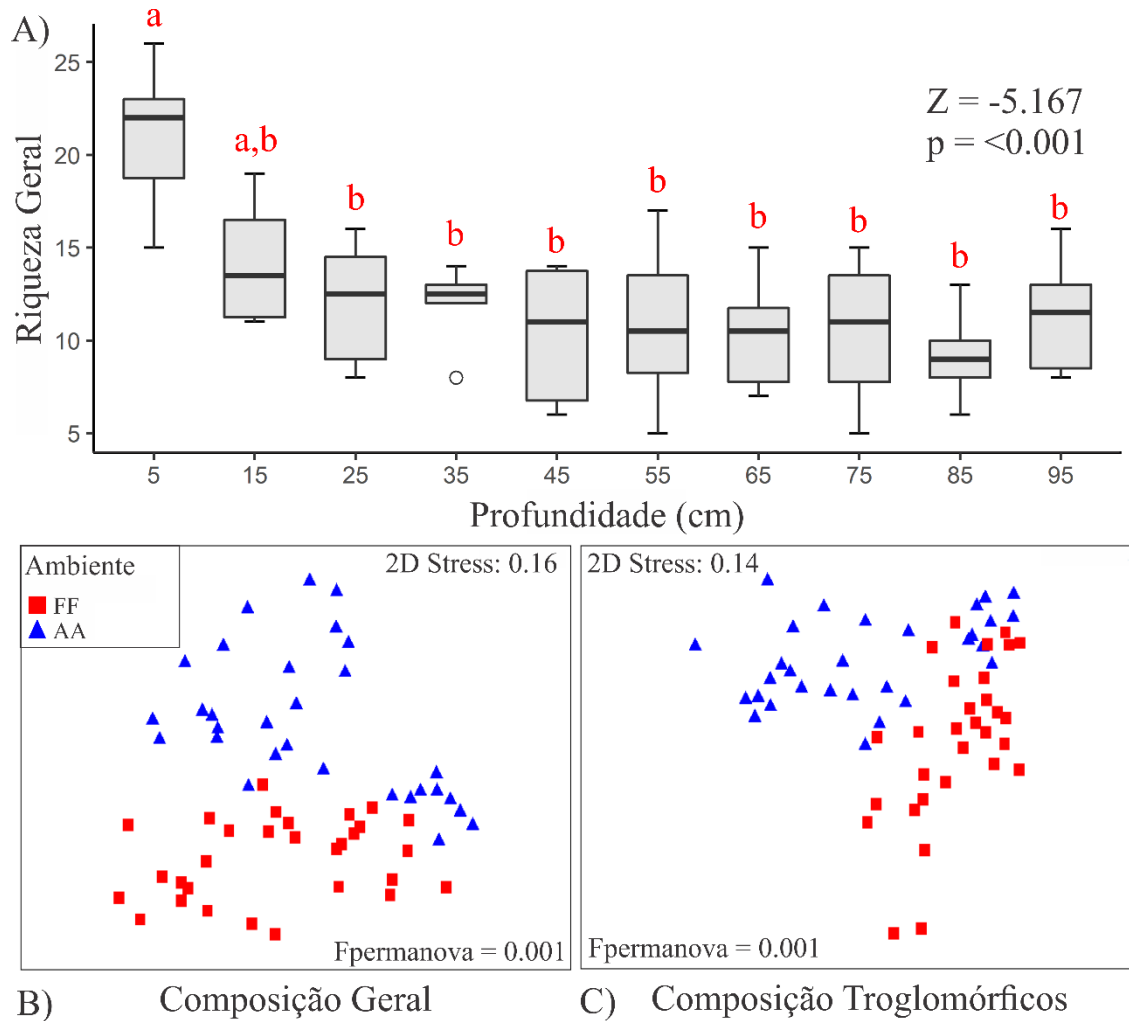 A)
a
a,b
b
b
b
b
b
b
b
b
Z = -5.167
p = <0.001
Riqueza Geral
25
20
15
10
5
5 15 25 35 45 55 65 75 85 95
Profundidade (cm)
Ambiente
FF
AA
2D Stress: 0.16
Fpermanova = 0.001
B) Composição Geral
2D Stress: 0.14
Fpermanova = 0.001
C) Composição Troglomórficos